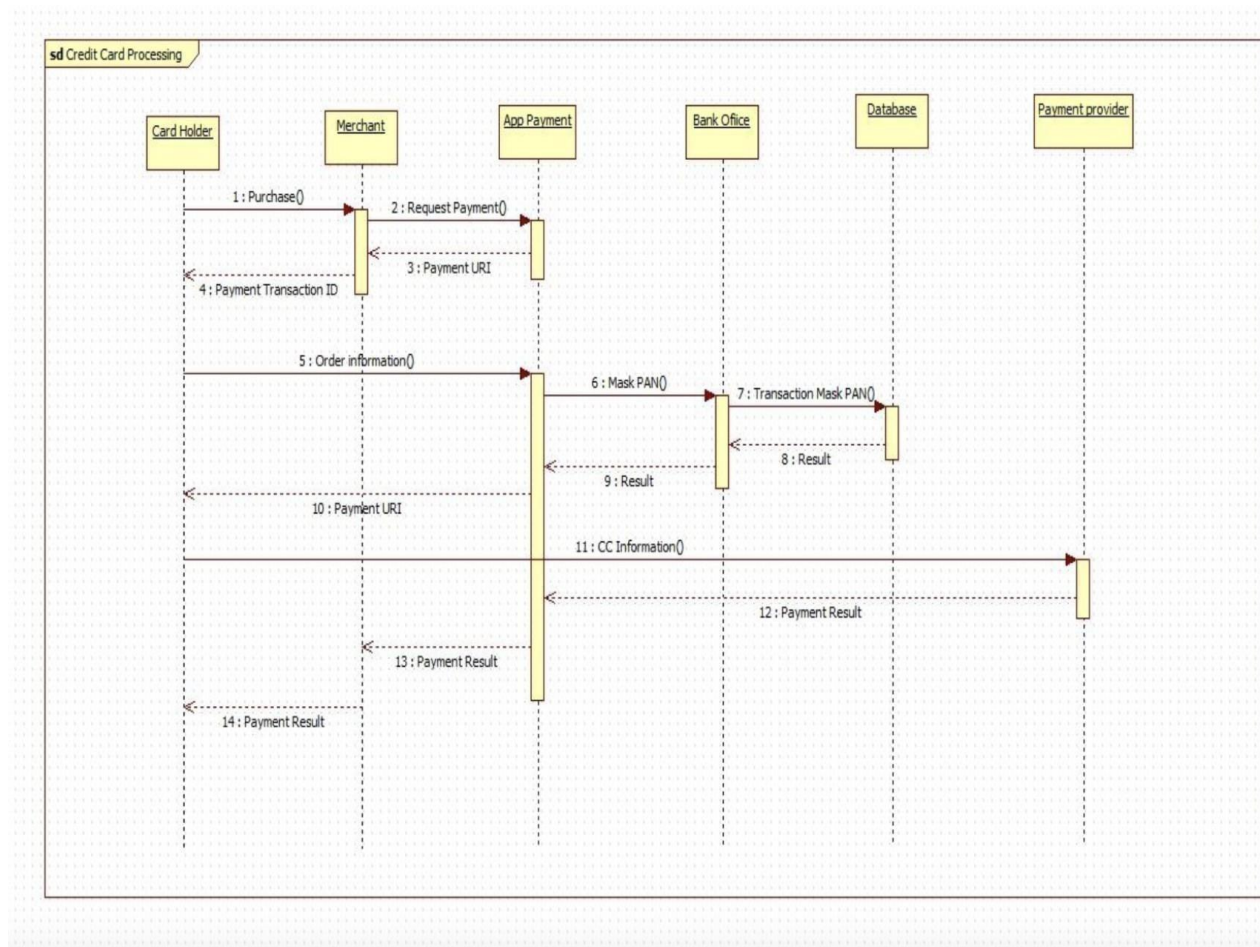 sd Credit Card Processing
Card Holder
Merchant
App Payment
Bank Ofiice
Database
Payment provider
1 : Purchase()
2 : Request Payment()
3 : Payment URI
4 : Payment Transaction ID
5 : Order information()
6 : Mask PAN()
7 : Transaction Mask PAN()
8 : Result
9 : Result
10 : Payment URI
11 : CC Information()
12 : Payment Result
13 : Payment Result
14 : Payment Result